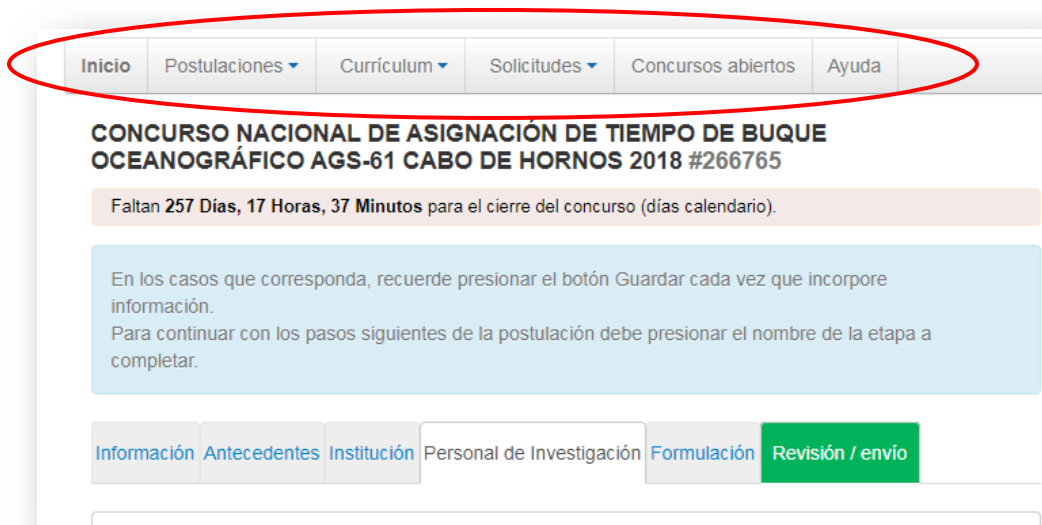 Inicio Postulaciones Currículum Solicitudes Concursos abiertos Ayuda
CONCURSO NACIONAL DE ASIGNACIÓN DE TIEMPO DE BUQUE
OCEANOGRÁFICO AGS-61 CABO DE HORNOS 2018 #266765
Faltan 257 Días, 17 Horas, 37 Minutos para el cierre del concurso (días calendario).
En los casos que corresponda, recuerde presionar el botón Guardar cada vez que incorpore
información.
Para continuar con los pasos siguientes de la postulación debe presionar el nombre de la etapa a
completar.
Información Antecedentes Institución Personal de Investigación Formulación Revisión / envío